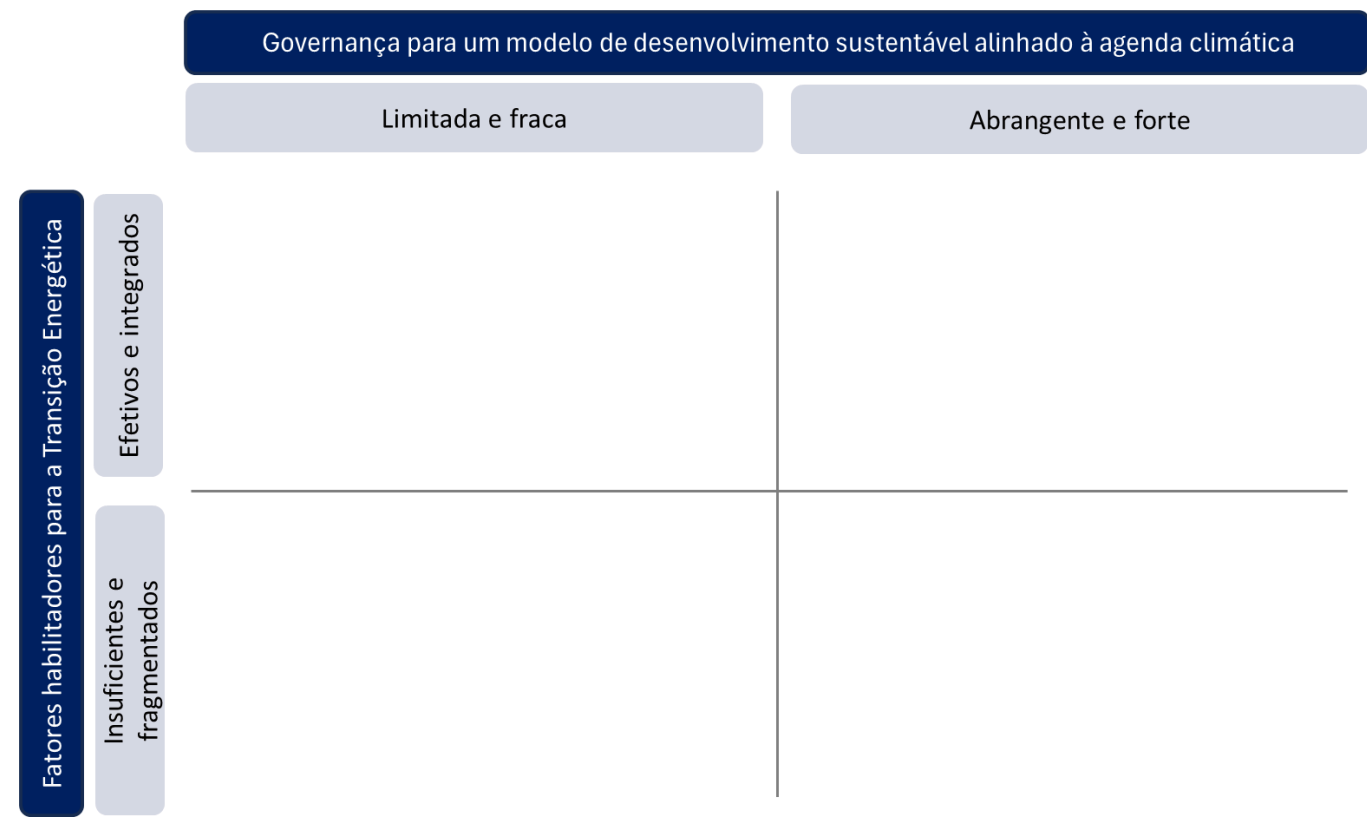 Governança para um modelo de desenvolvimento sustentável alinhado à agenda climática
Limitada e fraca
Abrangente e forte
Fatores habilitadores para a Transição Energética
Efetivos e integrados
Insuficientes e
fragmentados